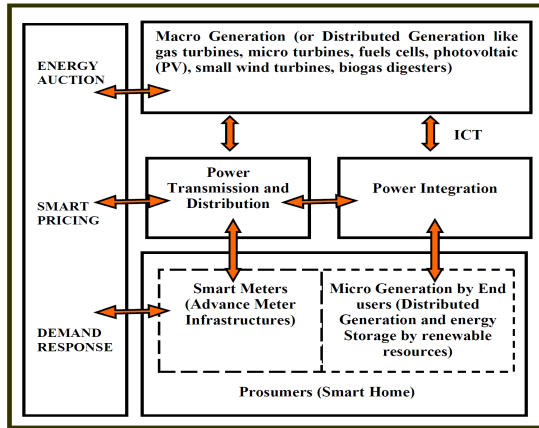 ENERGY
AUCTION
SMART
PRICING
DEMAND
RESPONSE
Macro Generation (or Distributed Generation like
gas turbines, micro turbines, fuels cells, photovoltaic
(PV), small wind turbines, biogas digesters)
ICT
Power
Transmission and
Distribution
Power Integration
Smart Meters
(Advance Meter
Infrastructures)
Micro Generation by End
users (Distributed
Generation and energy
Storage by renewable
resources)
Prosumers (Smart Home)